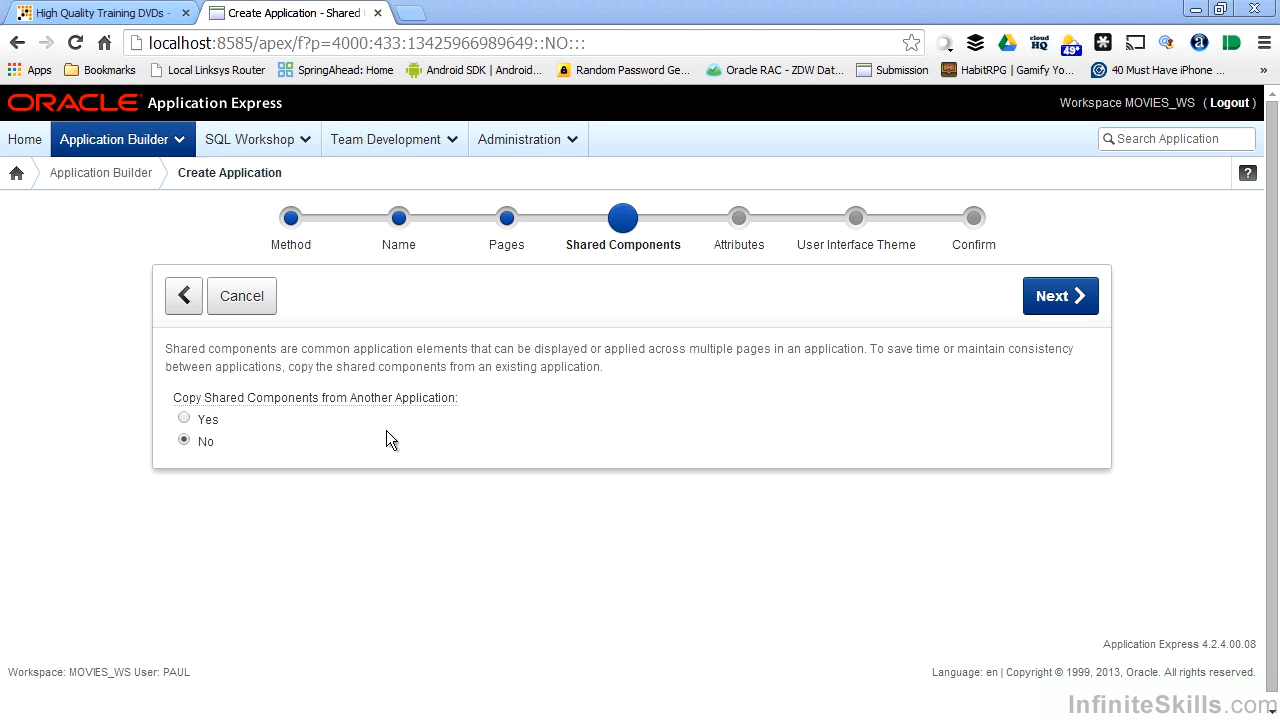 High Quality Training DVDs -
Create Application - Shared
localhost:8585/apex/f?p=4000:433:13425966989649::NO:::
49°
Apps Bookmarks Local Linksys Router SpringAhead: Home Android SDK | Android... Random Password Ge... Oracle RAC - ZDW Dat... Submission HabitRPG | Gamify Yo... 40 Must Have iPhone ... »
ORACLE Application Express
Workspace MOVIES_WS ( Logout )
Home Application Builder SQL Workshop Team Development Administration
Search Application
Application Builder Create Application
?
Method Name Pages Shared Components Attributes User Interface Theme Confirm
Cancel
Next
Shared components are common application elements that can be displayed or applied across multiple pages in an application. To save time or maintain consistency
between applications, copy the shared components from an existing application.
Copy Shared Components from Another Application:
Yes
No
Application Express 4.2.4.00.08
Workspace: MOVIES_WS User: PAUL
Language: en | Copyright © 1999, 2013, Oracle. All rights reserved.
InfiniteSkills.com